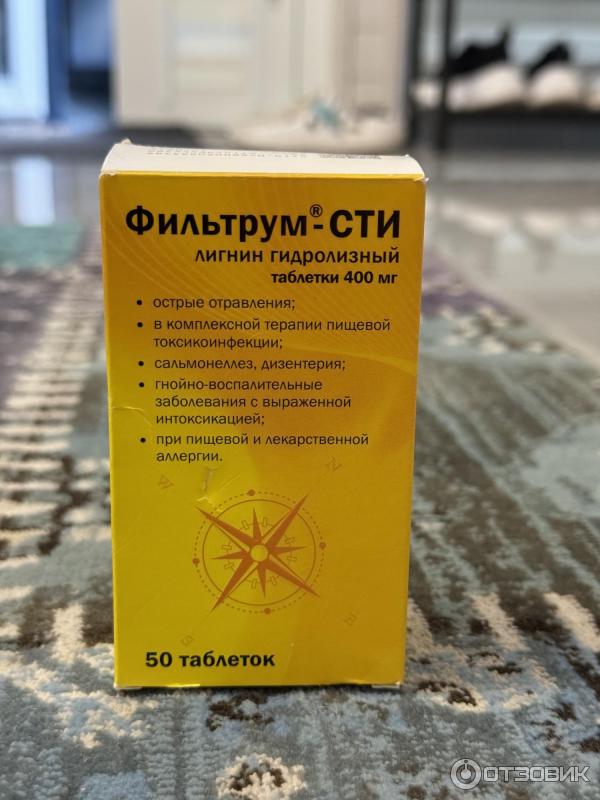 Фильтрум®-СТИ
лигнин гидролизный
таблетки 400 мг
• острые отравления;
• в комплексной терапии пищевой
токсикоинфекции;
• сальмонеллез, дизентерия;
• гнойно-воспалительные
заболевания с выраженной
интоксикацией;
• при пищевой и лекарственной
аллергии.
N
W
50 таблеток
ОТЗОВИК